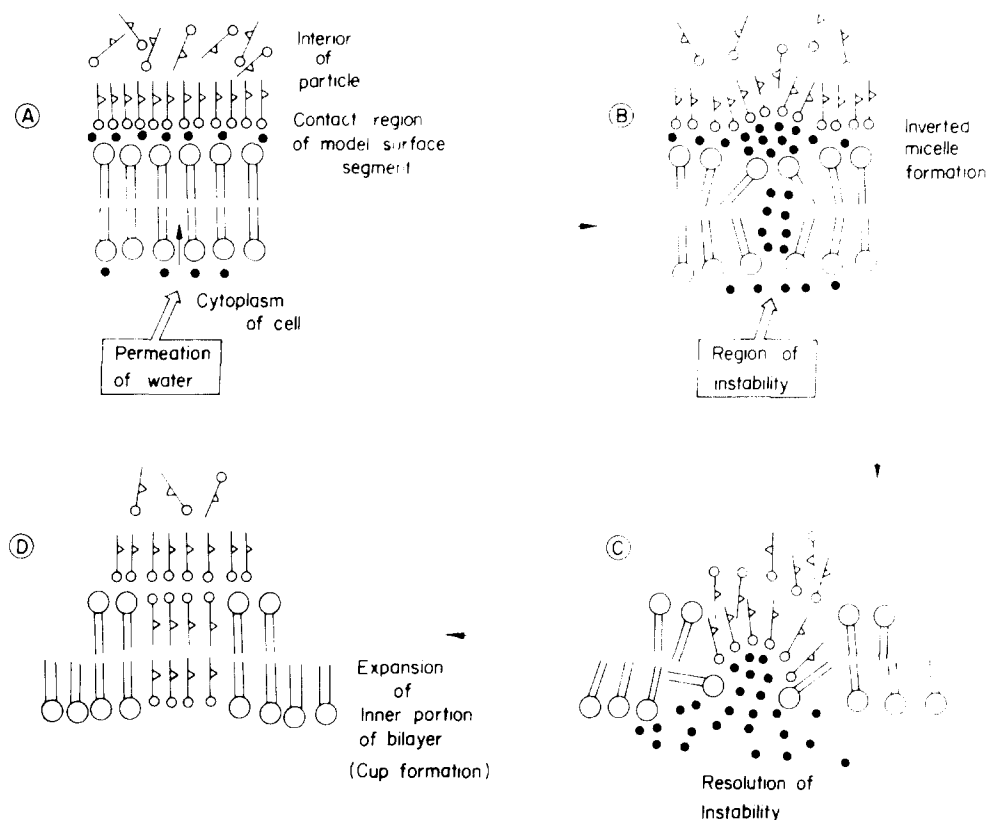 A
Interior
of
particle
Contact region
of model surface
segment
Cytoplasm
of cell
Permeation
of water
B
Inverted
micelle
formation
Region of
instability
D
Expansion
of
Inner portion
of bilayer
(Cup formation)
C
Resolution of
Instability